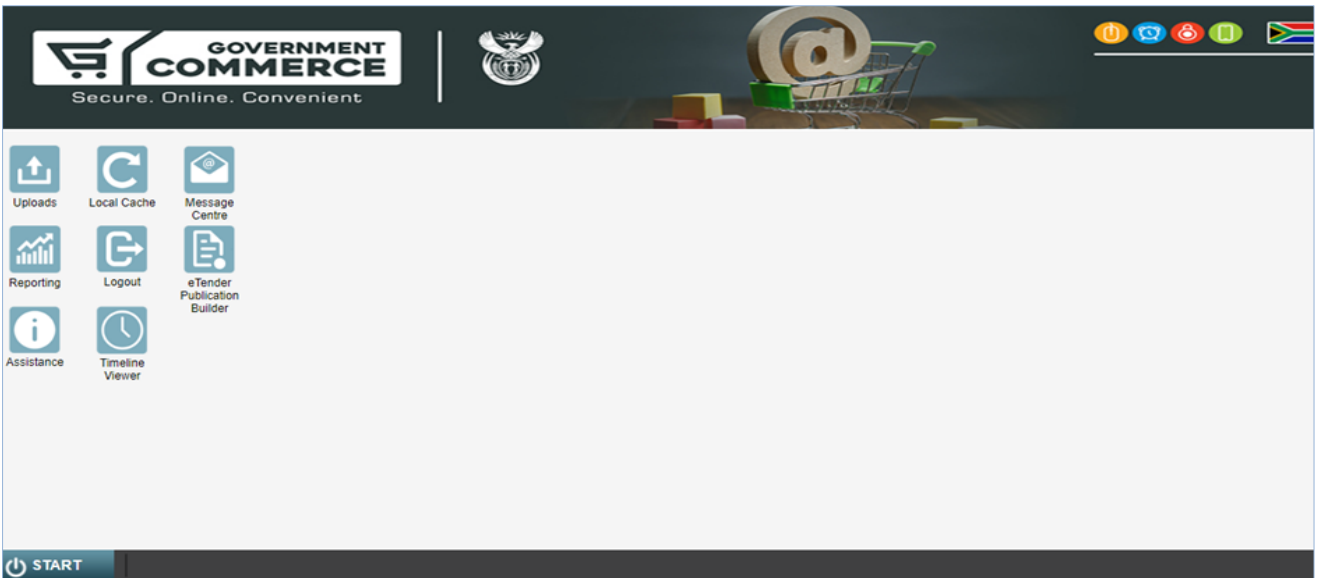 GOVERNMENT
COMMERCE
Secure. Online. Convenient
Uploads
Local Cache
Message
Centre
Reporting
Logout
eTender
Publication
Builder
Assistance
Timeline
Viewer
START